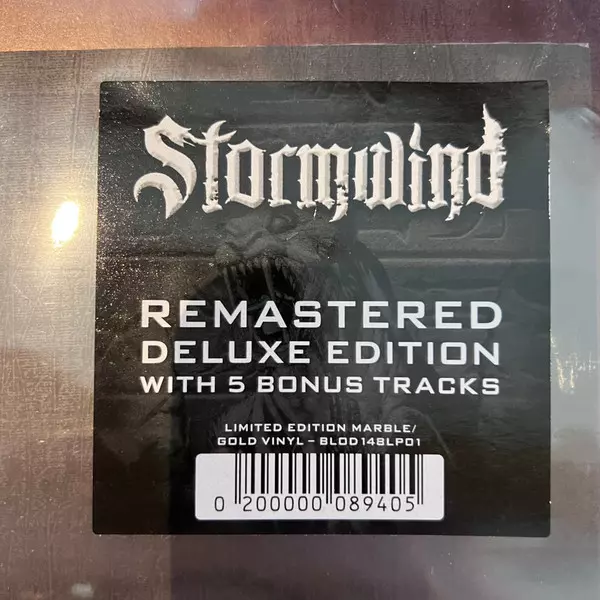 Stormwind
REMASTERED
DELUXE EDITION
WITH 5 BONUS TRACKS
LIMITED EDITION MARBLE/
GOLD VINYL – BLOD148LP01
0 200000 089405